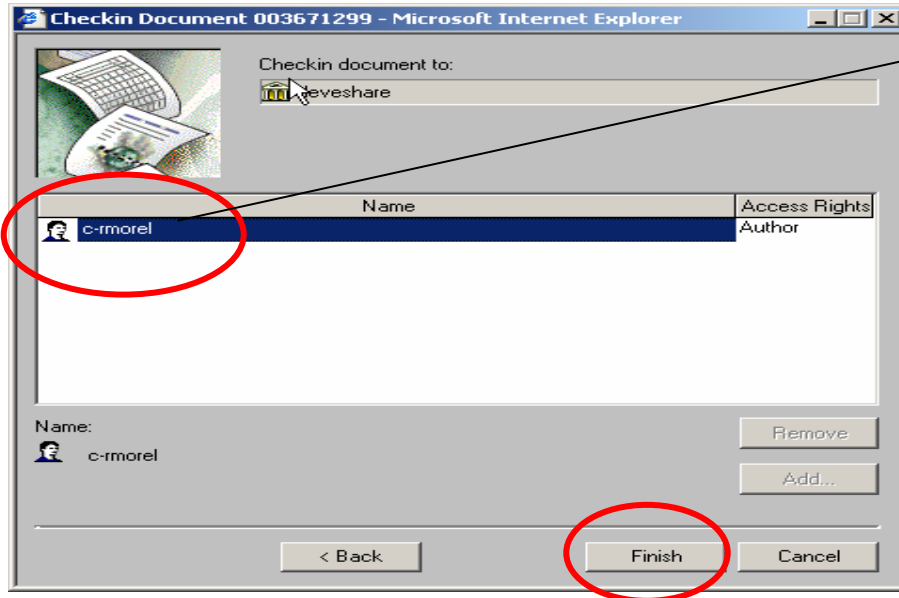 Checkin Document 003671299 - Microsoft Internet Explorer
Checkin document to:
eveshare
Name Access Rights
c-rmorel Author
Name:
c-rmorel
Remove
Add...
< Back Finish Cancel